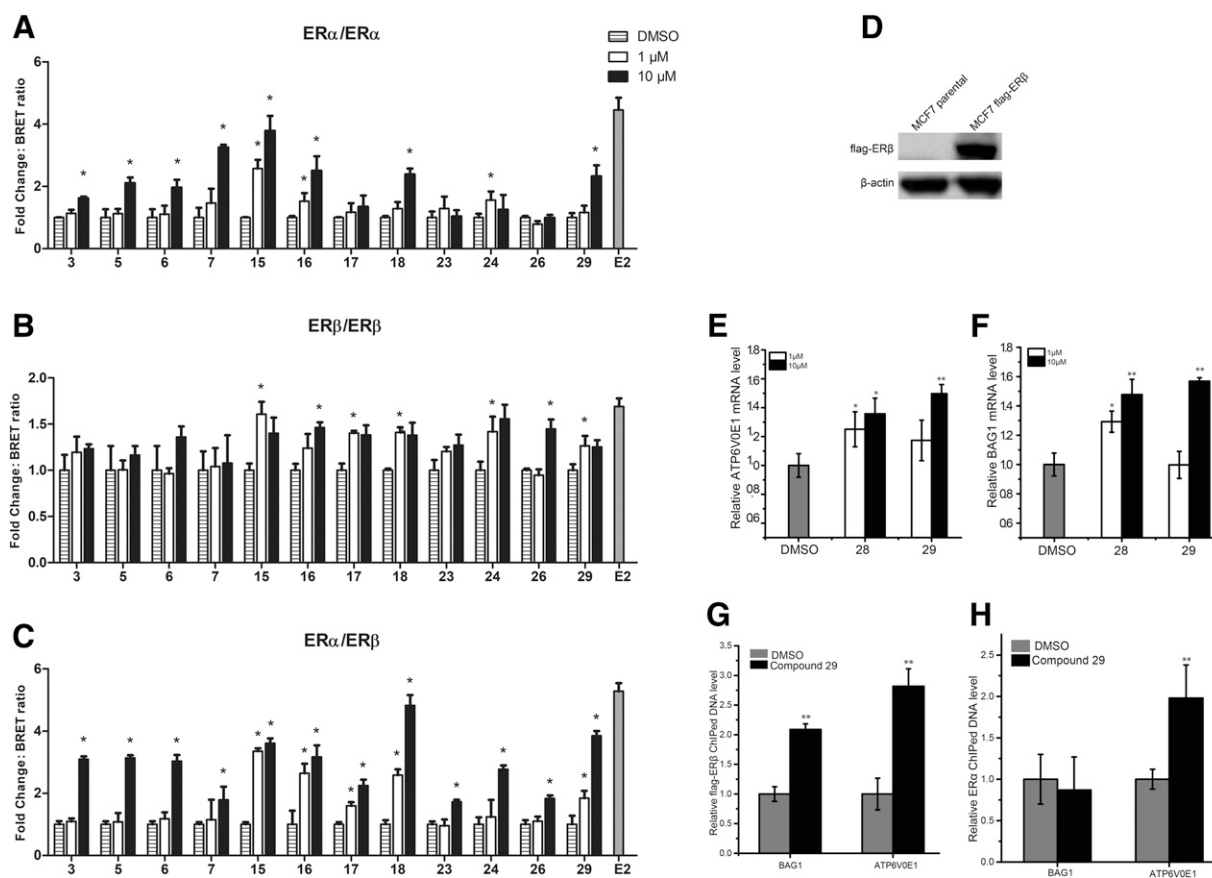 A
ERα/ERα
DMSO
1 µM
10 µM
Fold Change: BRET ratio
6
4
2
0
3 5 6 7 15 16 17 18 23 24 26 29 E2
* * * * * * * * * * *
B
ERβ/ERβ
Fold Change: BRET ratio
2.0
1.5
1.0
0.5
0.0
3 5 6 7 15 16 17 18 23 24 26 29 E2
* * * * * * *
C
ERα/ERβ
Fold Change: BRET ratio
6
4
2
0
3 5 6 7 15 16 17 18 23 24 26 29 E2
* * * * * * * * * * * * * * * * *
D
MCF7 parental
MCF7 flag-ERβ
flag-ERβ
β-actin
E
Relative ATP6V0E1 mRNA level
1μM
10μM
1.8
1.6
1.4
1.2
1.0
0.8
0.6
* * **
DMSO 28 29
F
Relative BAG1 mRNA level
1μM
10μM
1.8
1.6
1.4
1.2
1.0
0.8
0.6
* ** **
DMSO 28 29
G
Relative flag-ERβ ChIPed DNA level
DMSO
Compound 29
3.5
3.0
2.5
2.0
1.5
1.0
0.5
0.0
** **
BAG1 ATP6V0E1
H
Relative ERα ChIPed DNA level
DMSO
Compound 29
2.5
2.0
1.5
1.0
0.5
0.0
**
BAG1 ATP6V0E1